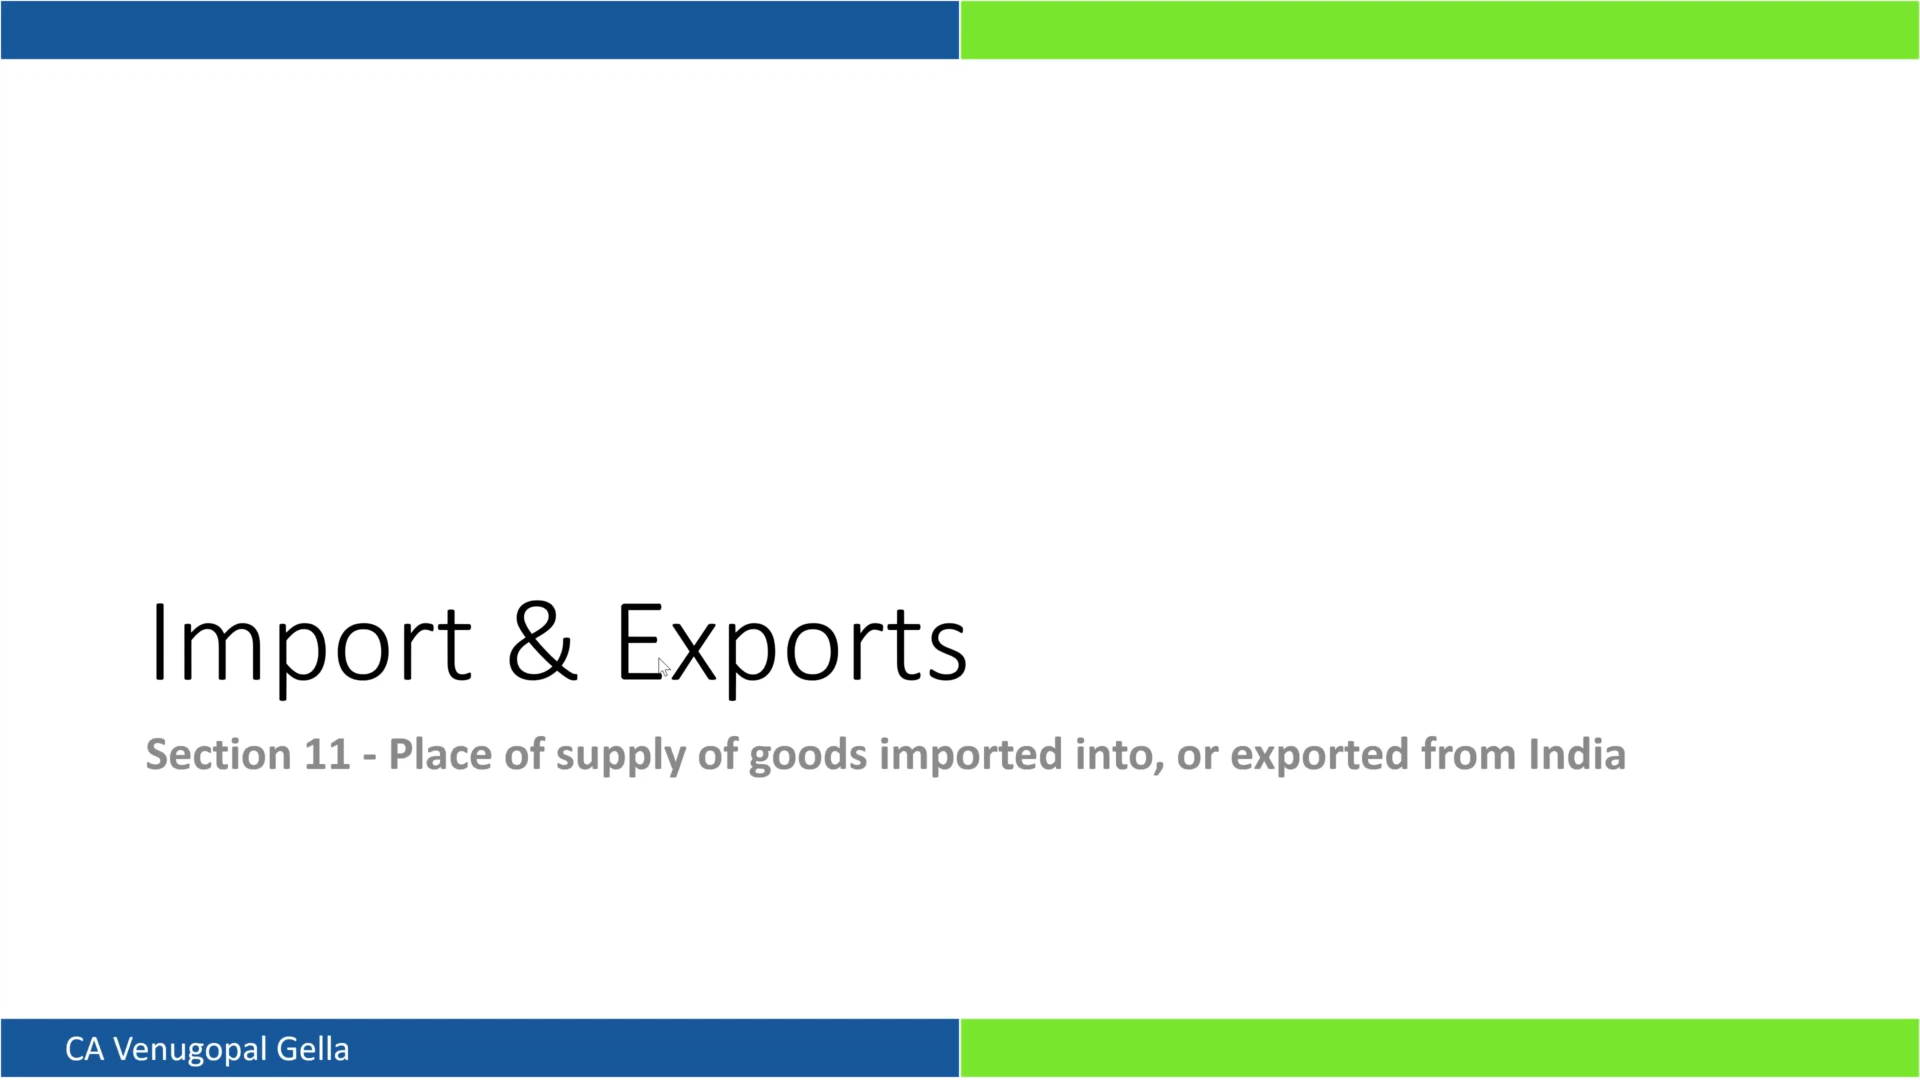 Import & Exports
Section 11 - Place of supply of goods imported into, or exported from India
CA Venugopal Gella